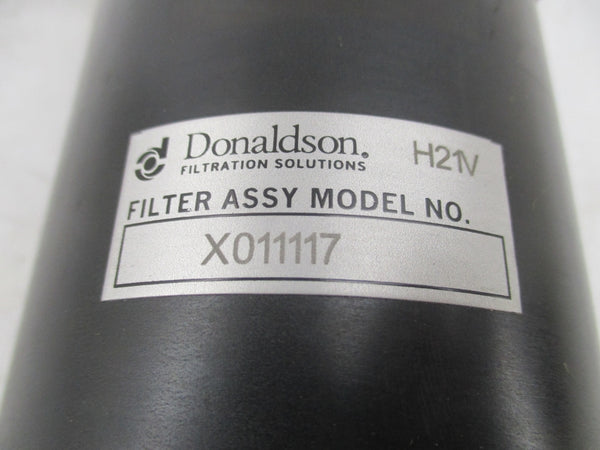 Donaldson.
FILTRATION SOLUTIONS
H21V
FILTER ASSY MODEL NO.
X011117